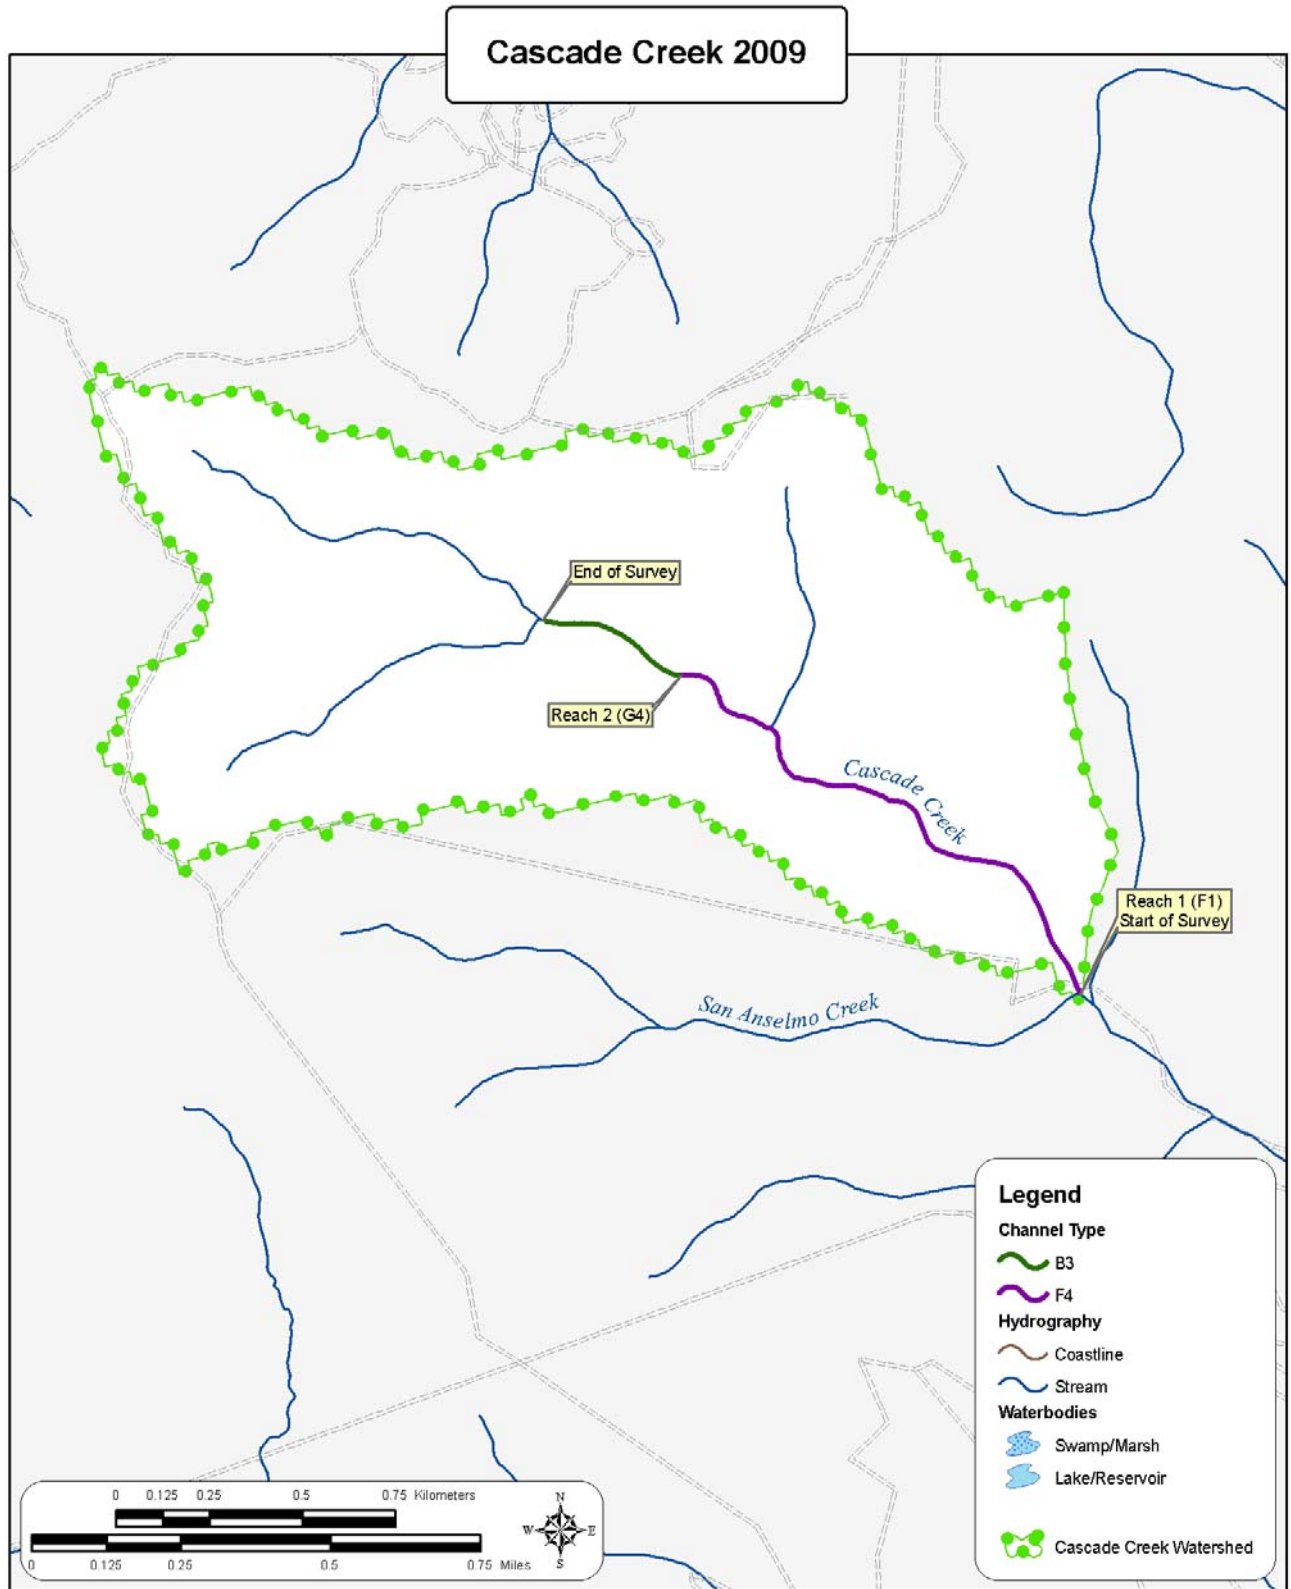 Cascade Creek 2009
End of Survey
Reach 2 (G4)
Cascade Creek
Reach 1 (F1)
Start of Survey
San Anselmo Creek
Legend
Channel Type
B3
F4
Hydrography
Coastline
Stream
Waterbodies
Swamp/Marsh
Lake/Reservoir
Cascade Creek Watershed
0 0.125 0.25 0.5 0.75 Kilometers
0 0.125 0.25 0.5 0.75 Miles
N
W E
S